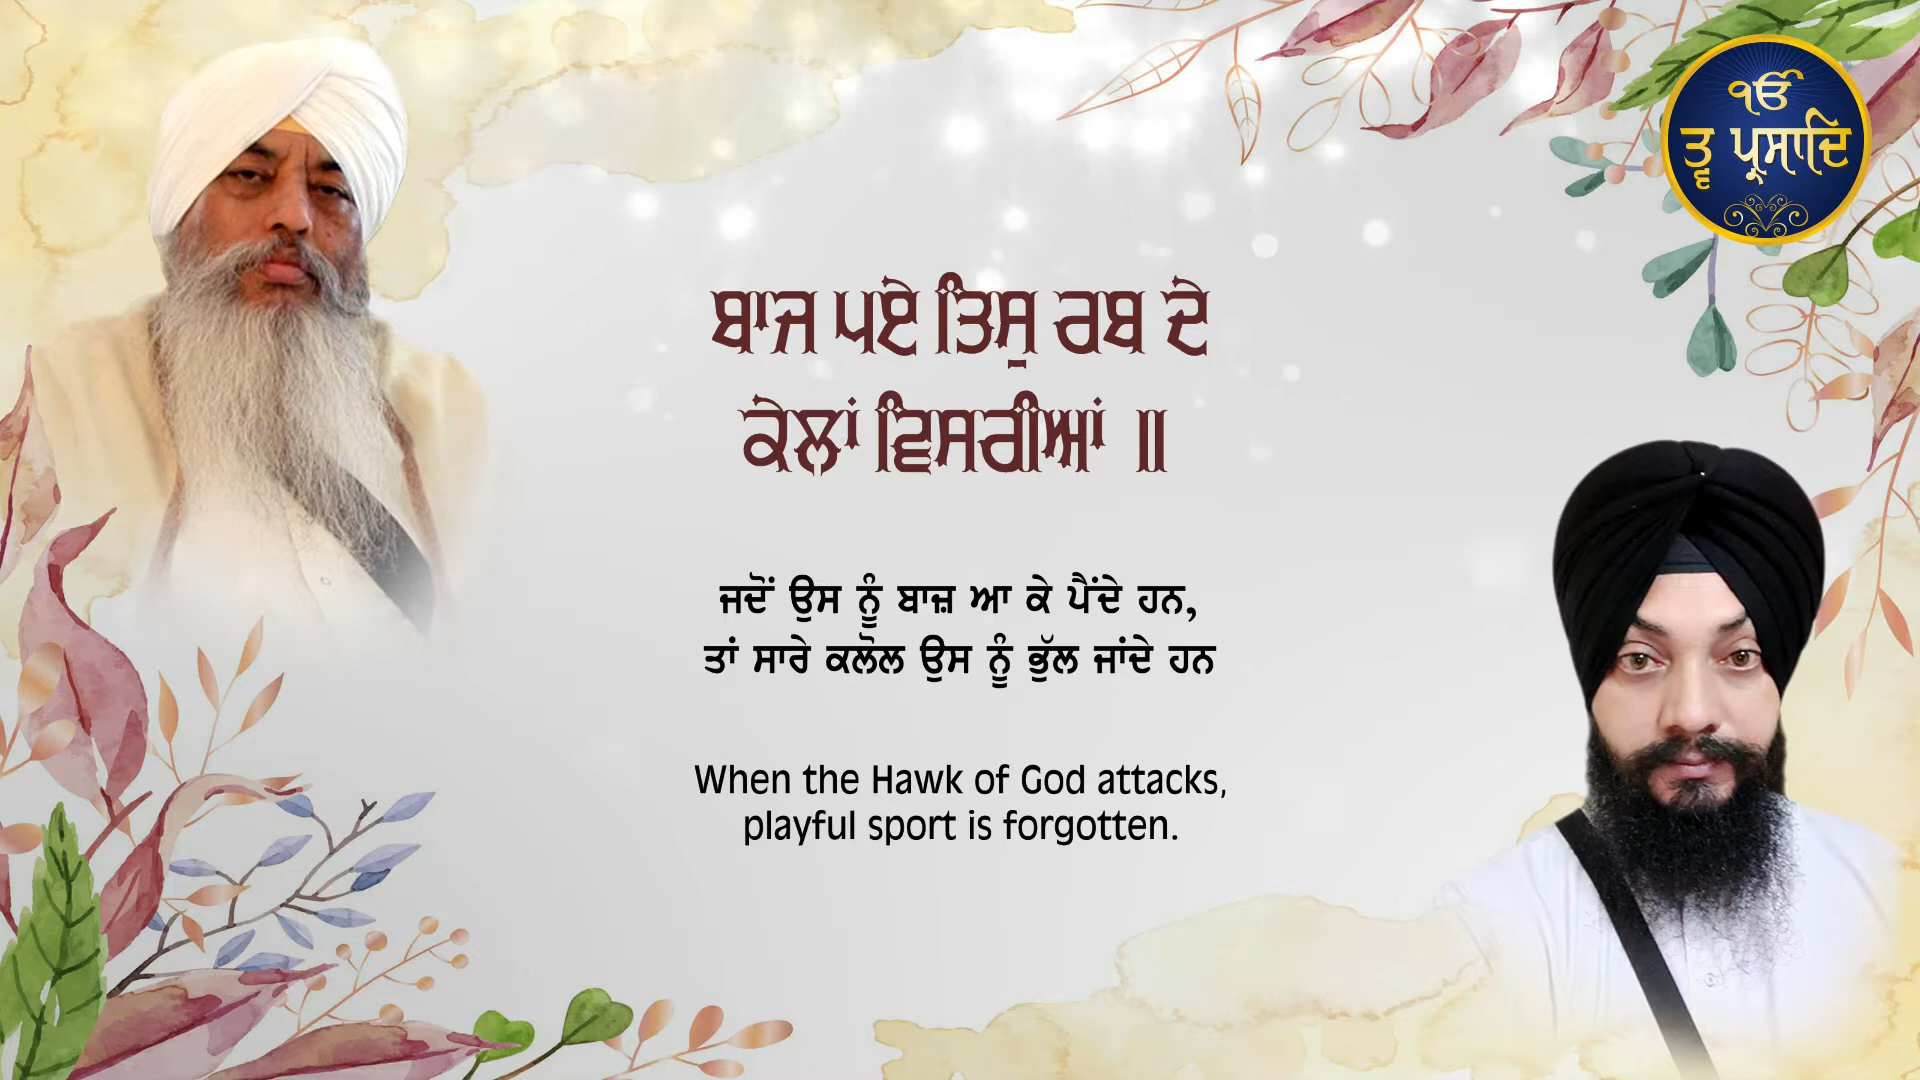 ੴ
ਤ੍ਵ ਪ੍ਰਸਾਦਿ
ਬਾਜ ਪਏ ਤਿਸੁ ਰਬ ਦੇ
ਕੇਲਾਂ ਵਿਸਰੀਆਂ ॥
ਜਦੋਂ ਉਸ ਨੂੰ ਬਾਜ਼ ਆ ਕੇ ਪੈਂਦੇ ਹਨ,
ਤਾਂ ਸਾਰੇ ਕਲੋਲ ਉਸ ਨੂੰ ਭੁੱਲ ਜਾਂਦੇ ਹਨ
When the Hawk of God attacks,
playful sport is forgotten.